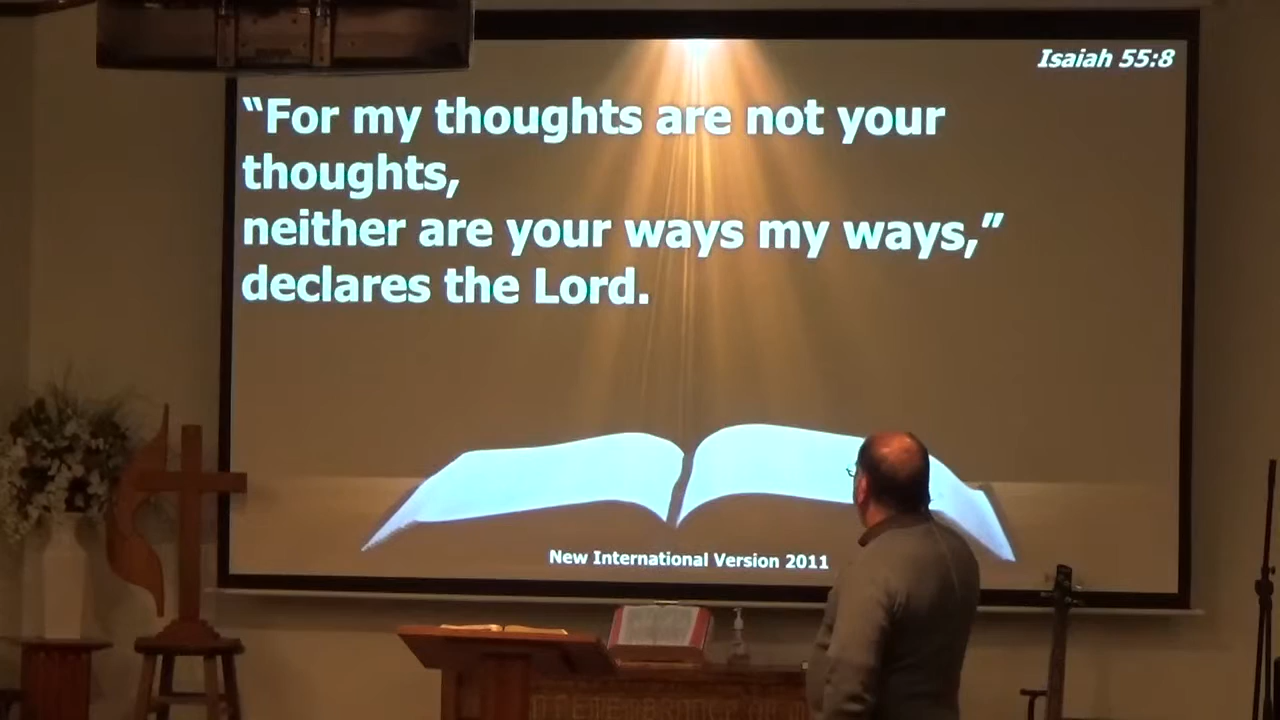 Isaiah 55:8
“For my thoughts are not your
thoughts,
neither are your ways my ways,”
declares the Lord.
New International Version 2011